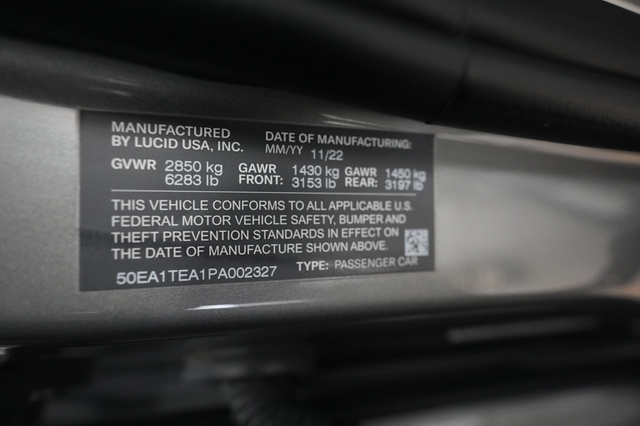 MANUFACTURED
BY LUCID USA, INC.
DATE OF MANUFACTURING:
MM/YY 11/22
GVWR 2850 kg GAWR 1430 kg GAWR 1450 kg
6283 lb FRONT: 3153 lb REAR: 3197 lb
THIS VEHICLE CONFORMS TO ALL APPLICABLE U.S.
FEDERAL MOTOR VEHICLE SAFETY, BUMPER AND
THEFT PREVENTION STANDARDS IN EFFECT ON
THE DATE OF MANUFACTURE SHOWN ABOVE.
50EA1TEA1PA002327 TYPE: PASSENGER CAR